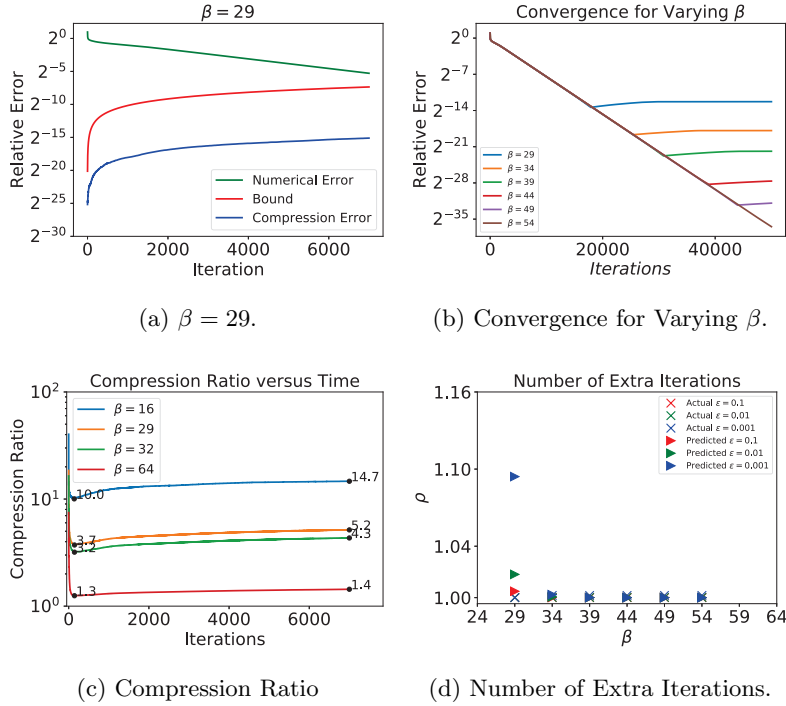 β = 29
Relative Error
2^0
2^−5
2^−10
2^−15
2^−20
2^−25
2^−30
Numerical Error
Bound
Compression Error
0
2000
4000
6000
Iteration
(a) β = 29.
Convergence for Varying β
Relative Error
2^0
2^−7
2^−14
2^−21
2^−28
2^−35
β = 29
β = 34
β = 39
β = 44
β = 49
β = 54
0
20000
40000
Iterations
(b) Convergence for Varying β.
Compression Ratio versus Time
Compression Ratio
10^2
10^1
10^0
β = 16
β = 29
β = 32
β = 64
10.0
14.7
3.7
5.2
3.2
4.3
1.3
1.4
0
2000
4000
6000
Iterations
(c) Compression Ratio
Number of Extra Iterations
ρ
1.16
1.10
1.04
1.00
Actual ε = 0.1
Actual ε = 0.01
Actual ε = 0.001
Predicted ε = 0.1
Predicted ε = 0.01
Predicted ε = 0.001
24 29 34 39 44 49 54 59 64
β
(d) Number of Extra Iterations.